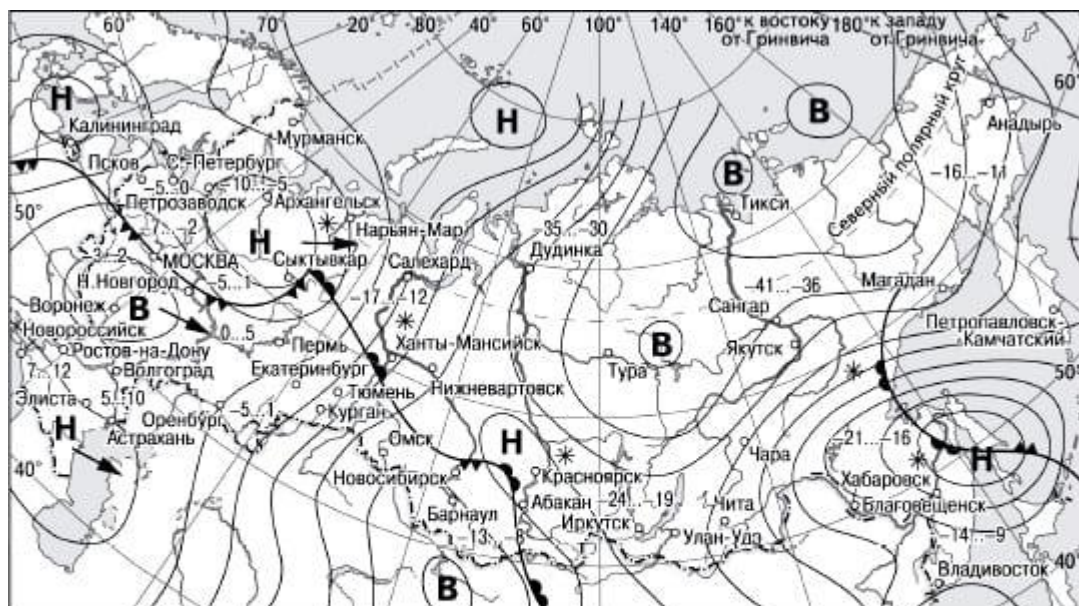 60°
70
20°
40°
60°
80°
100°
120°
140°
160° к востоку
от Гринвича
180° к западу
от Гринвича
60°
Н
Калининград
Мурманск
Н
В
Северный полярный круг
Анадырь
Псков
С.-Петербург
-5...0
-10...-5
Петрозаводск
Архангельск
В
Тикси
-16...-11
50°
-7...-2
Н
Нарьян-Мар
-35...-30
Дудинка
-3...2
МОСКВА
Сыктывкар
Салехард
Н.Новгород
-5...1
-17...-12
Сангар
-41...-36
Магадан
Воронеж
В
Петропавловск-
Камчатский
Новороссийск
0...5
Пермь
Ханты-Мансийск
В
Якутск
Ростов-на-Дону
Волгоград
Екатеринбург
Тура
50°
7...12
Тюмень
Нижневартовск
Элиста
5...10
Оренбург
-5...1
Курган
Н
Астрахань
Омск
Н
-21...-16
Н
40°
Новосибирск
Красноярск
Чара
Хабаровск
Барнаул
Абакан
-24...-19
Чита
Благовещенск
-13...-8
Иркутск
Улан-Удэ
-14...-9
40°
В
Владивосток